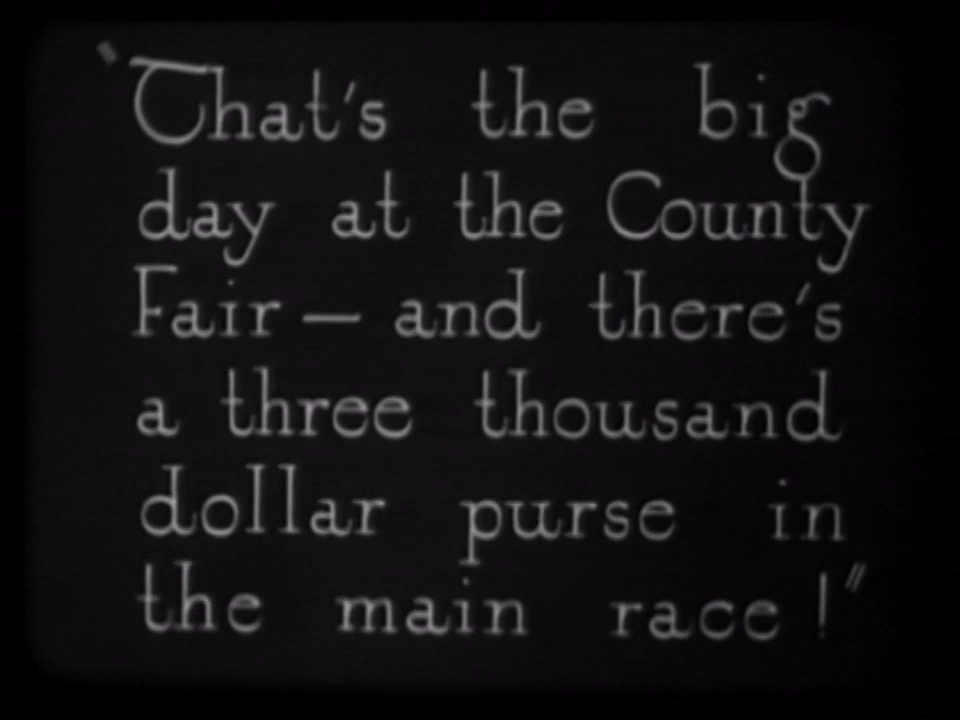 "That's the big
day at the County
Fair — and there's
a three thousand
dollar purse in
the main race!"